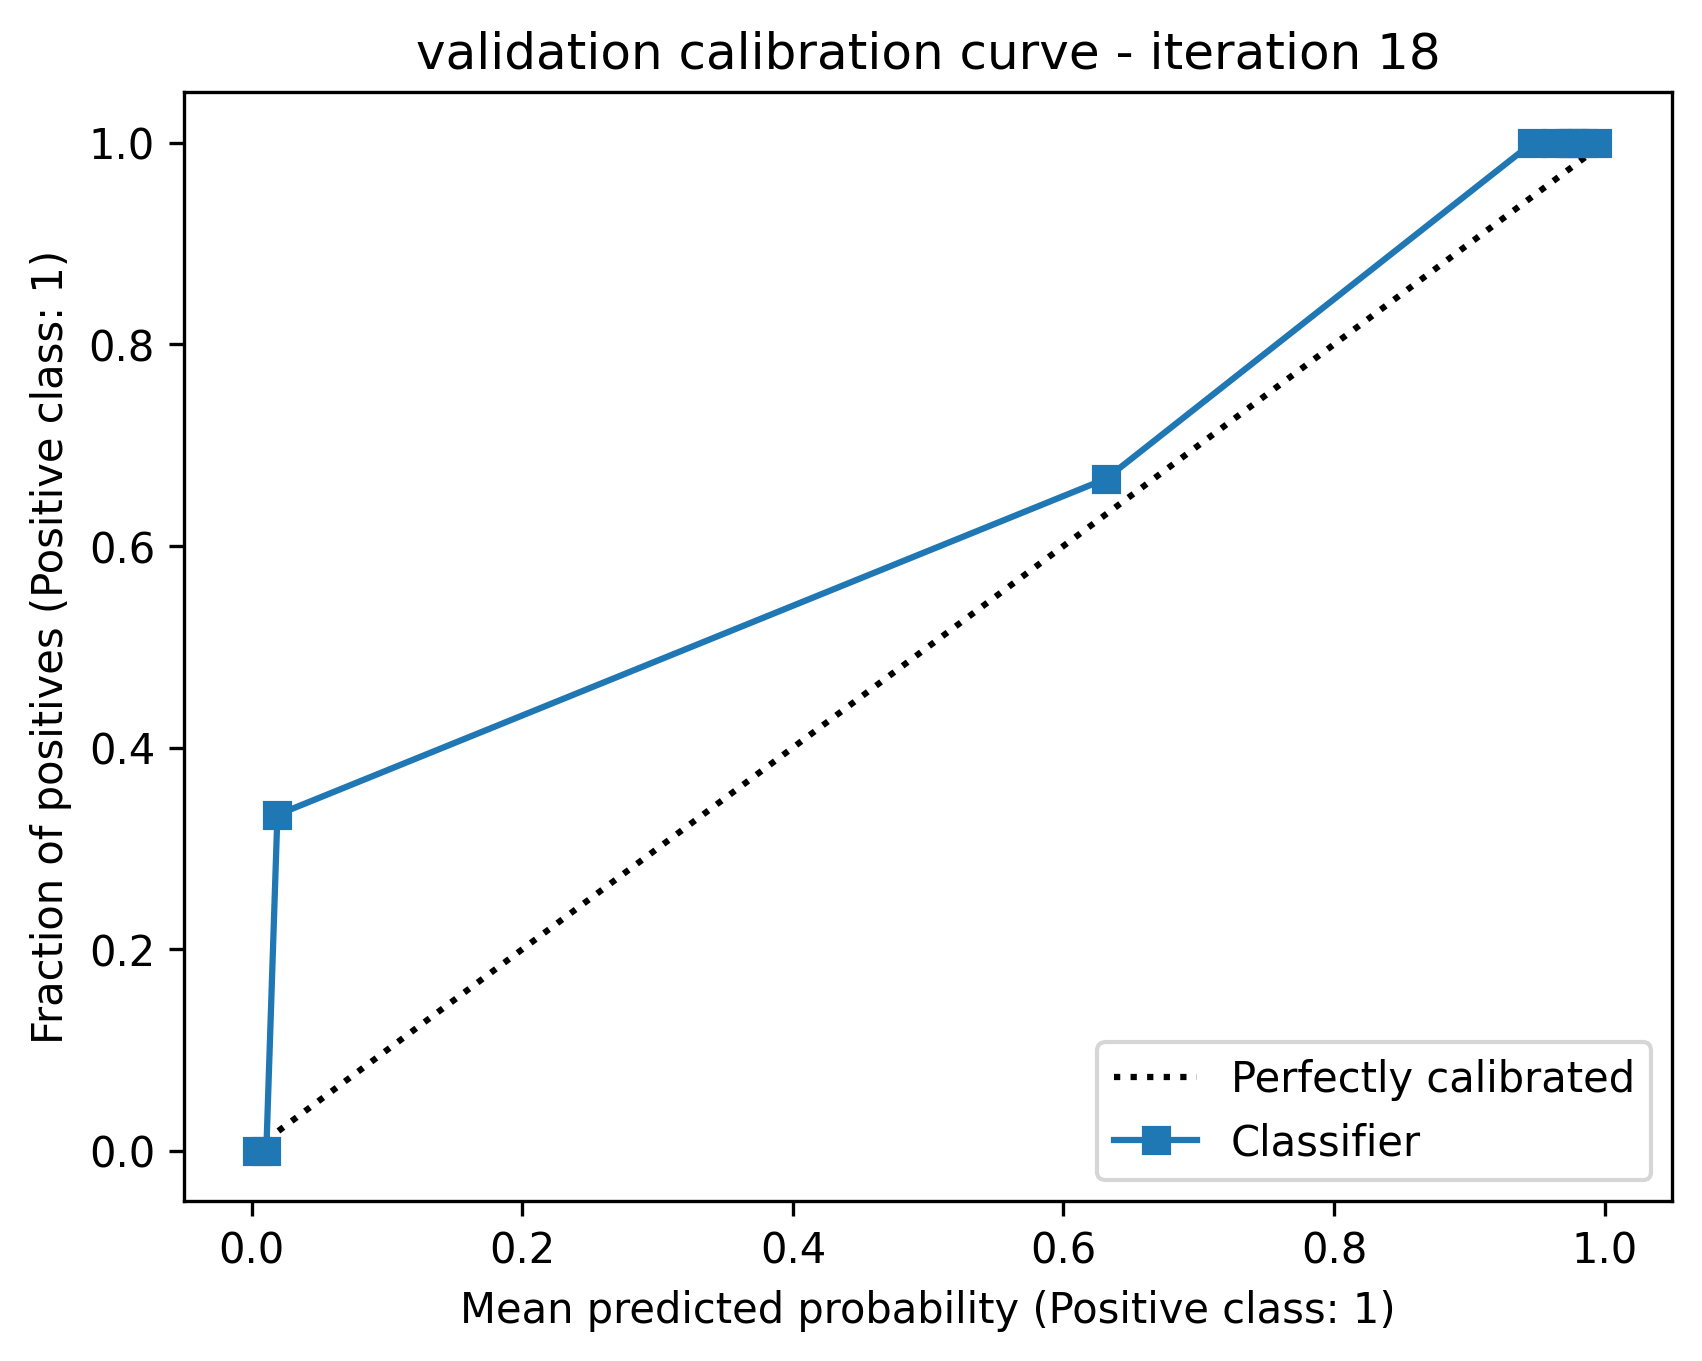 validation calibration curve - iteration 18
Fraction of positives (Positive class: 1)
1.0
0.8
0.6
0.4
0.2
0.0
Perfectly calibrated
Classifier
0.0 0.2 0.4 0.6 0.8 1.0
Mean predicted probability (Positive class: 1)